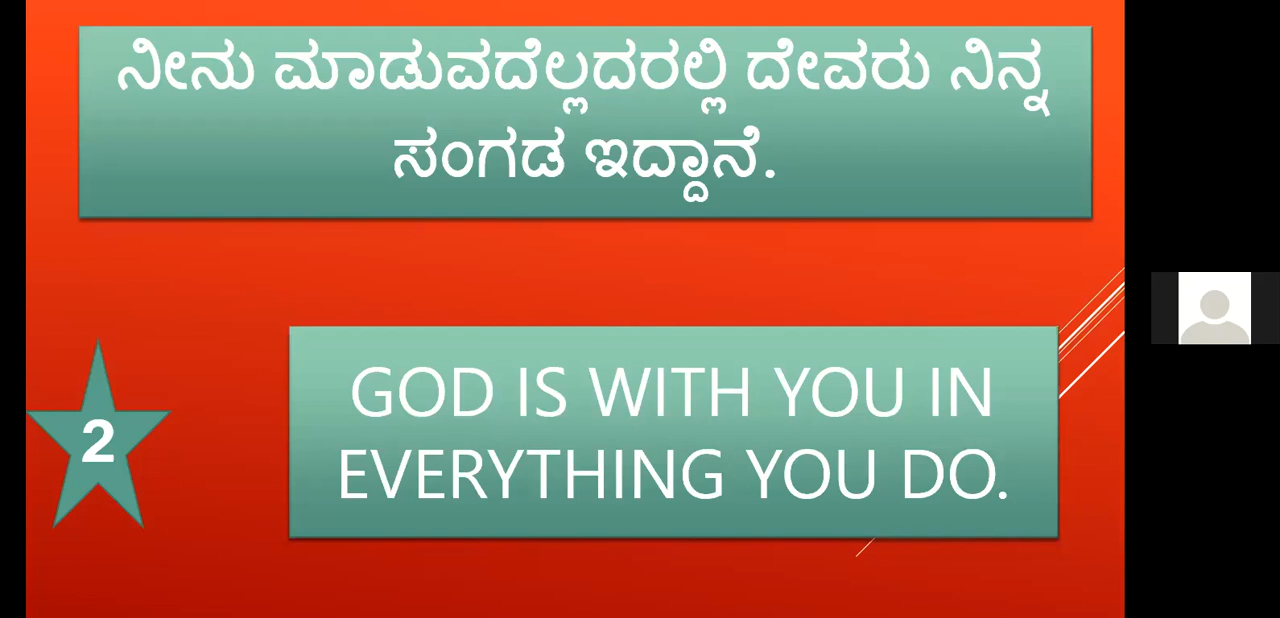 ನೀನು ಮಾಡುವದೆಲ್ಲದರಲ್ಲಿ ದೇವರು ನಿನ್ನ
ಸಂಗಡ ಇದ್ದಾನೆ.
GOD IS WITH YOU IN
EVERYTHING YOU DO.
2